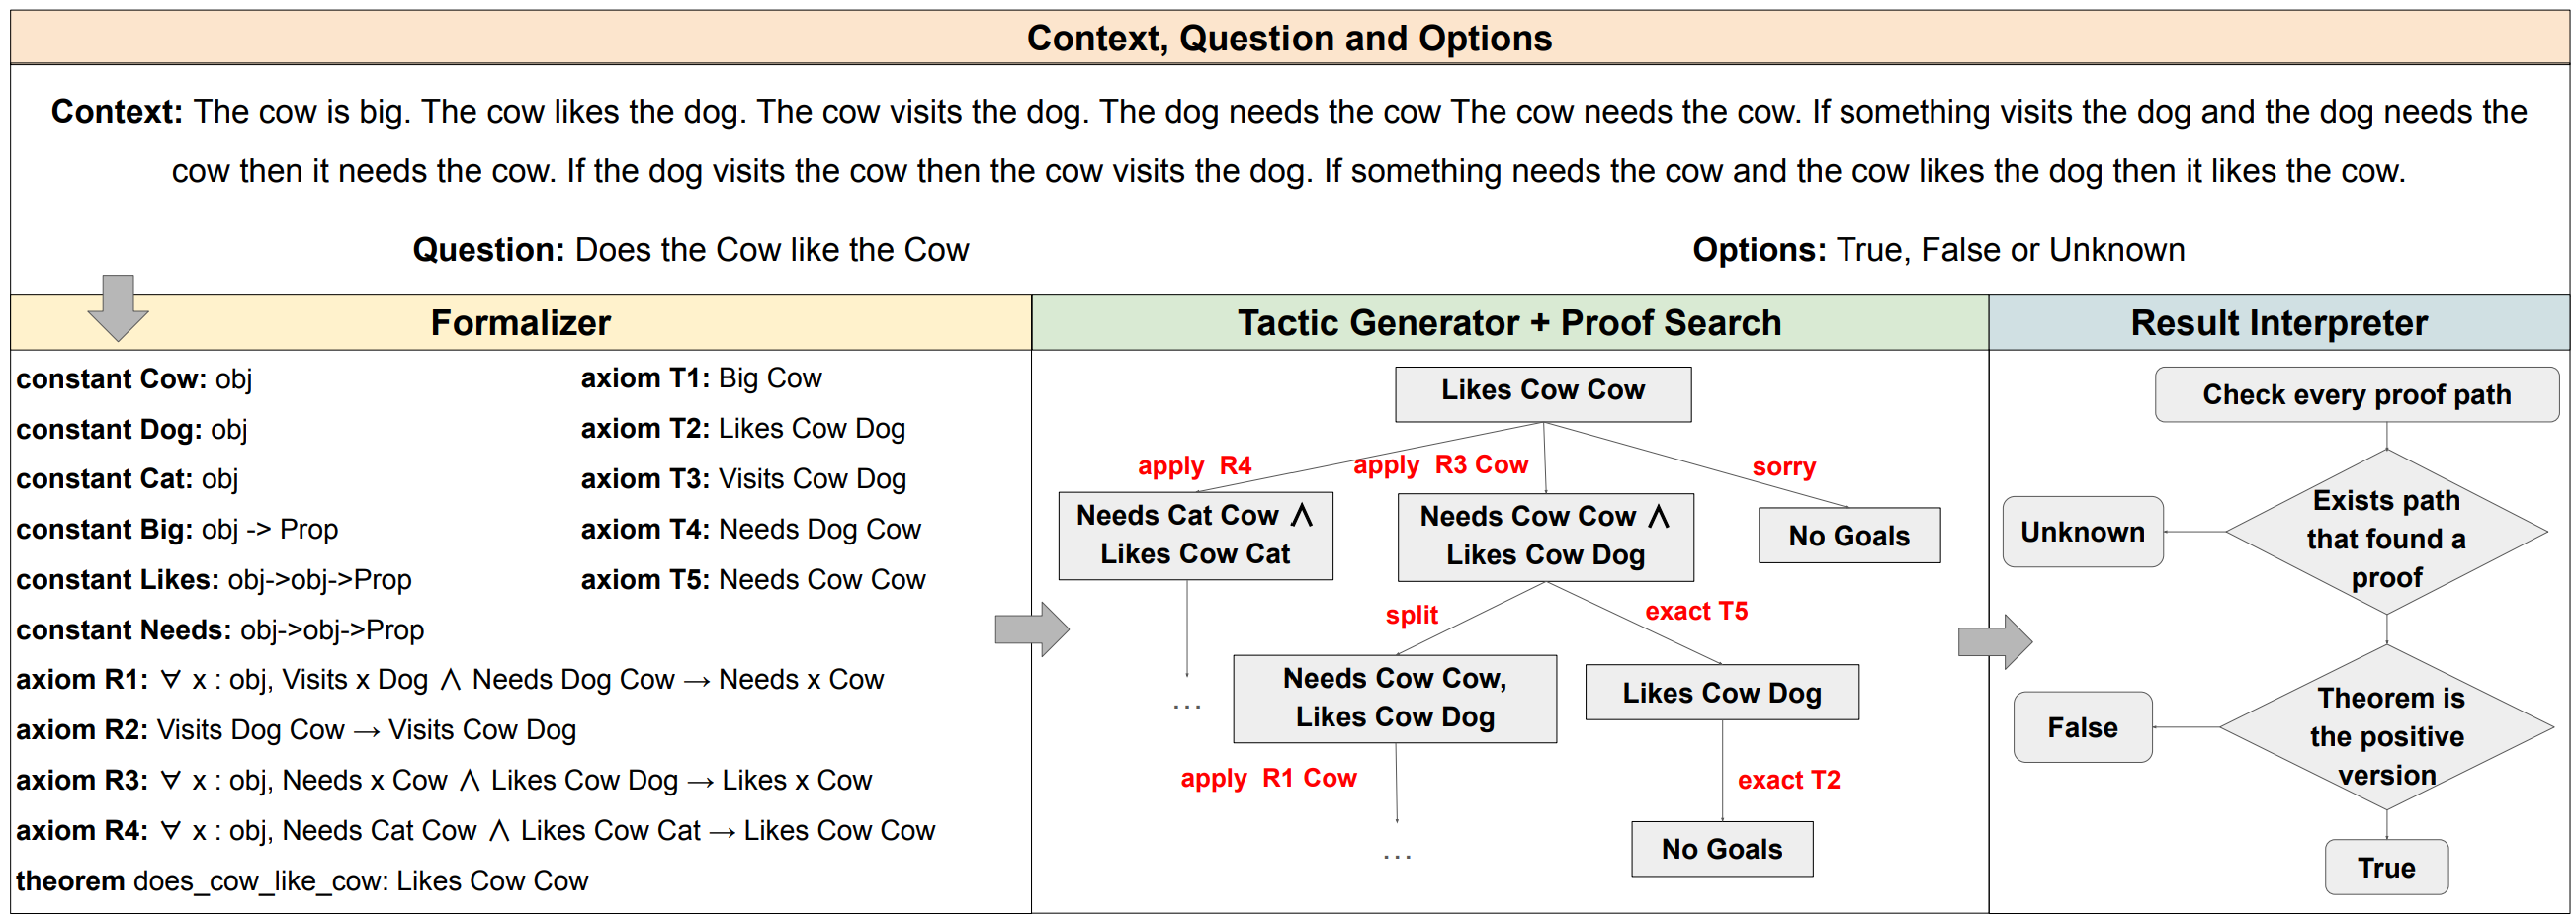 Context, Question and Options
Context: The cow is big. The cow likes the dog. The cow visits the dog. The dog needs the cow The cow needs the cow. If something visits the dog and the dog needs the
cow then it needs the cow. If the dog visits the cow then the cow visits the dog. If something needs the cow and the cow likes the dog then it likes the cow.
Question: Does the Cow like the Cow
Options: True, False or Unknown
Formalizer
constant Cow: obj
constant Dog: obj
constant Cat: obj
constant Big: obj -> Prop
constant Likes: obj->obj->Prop
constant Needs: obj->obj->Prop
axiom T1: Big Cow
axiom T2: Likes Cow Dog
axiom T3: Visits Cow Dog
axiom T4: Needs Dog Cow
axiom T5: Needs Cow Cow
axiom R1: ∀ x : obj, Visits x Dog ∧ Needs Dog Cow → Needs x Cow
axiom R2: Visits Dog Cow → Visits Cow Dog
axiom R3: ∀ x : obj, Needs x Cow ∧ Likes Cow Dog → Likes x Cow
axiom R4: ∀ x : obj, Needs Cat Cow ∧ Likes Cow Cat → Likes Cow Cow
theorem does_cow_like_cow: Likes Cow Cow
Tactic Generator + Proof Search
Likes Cow Cow
apply R4
apply R3 Cow
sorry
Needs Cat Cow ∧
Likes Cow Cat
Needs Cow Cow ∧
Likes Cow Dog
No Goals
split
exact T5
...
Needs Cow Cow,
Likes Cow Dog
Likes Cow Dog
apply R1 Cow
exact T2
...
No Goals
Result Interpreter
Check every proof path
Exists path
that found a
proof
Unknown
Theorem is
the positive
version
False
True